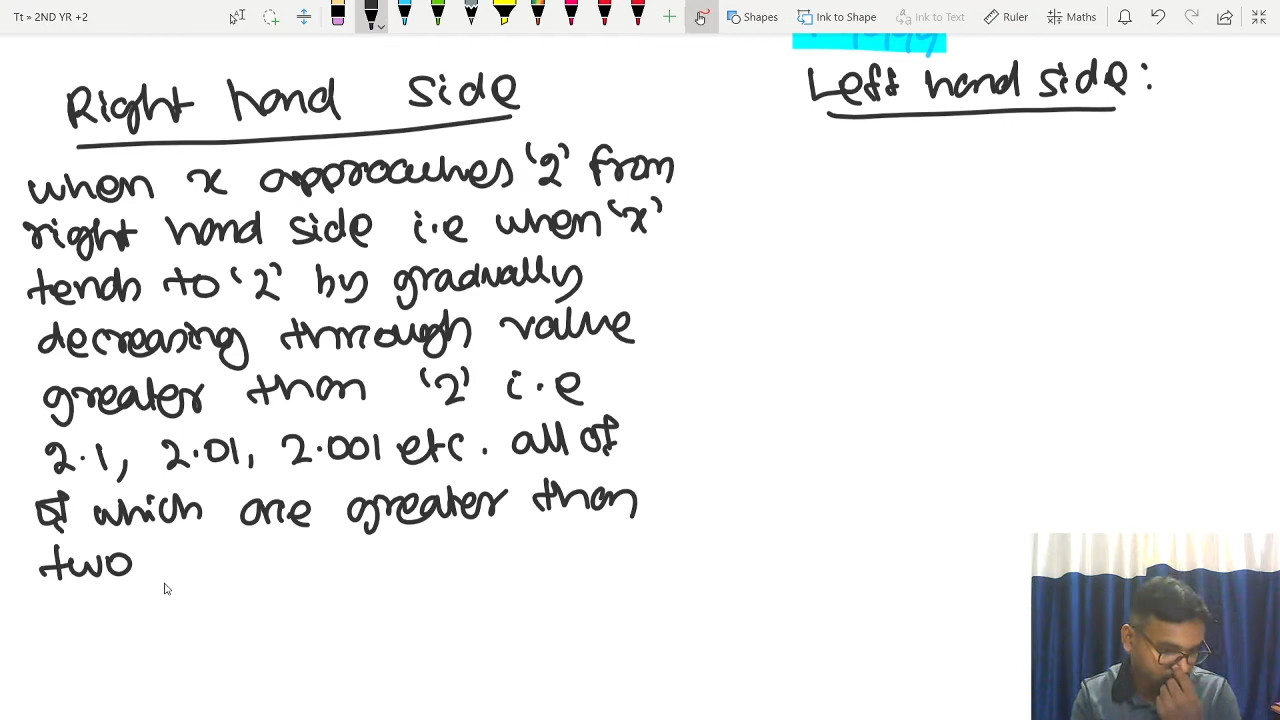 Tt » 2ND YR +2
Shapes
Ink to Shape
Ink to Text
Ruler
Maths
Right hand side
when x approaches '2' from
right hand side i.e when 'x'
tends to '2' by gradually
decreasing through value
greater than '2' i.e
2.1, 2.01, 2.001 etc. all of
which are greater than
two
Left hand side: